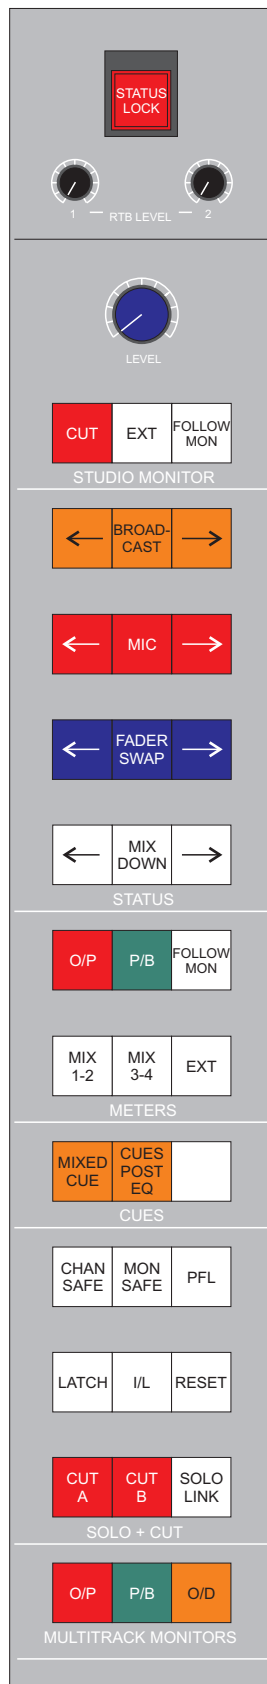 STATUS
LOCK
1 RTB LEVEL 2
LEVEL
CUT EXT FOLLOW
MON
STUDIO MONITOR
BROAD-
CAST
MIC
FADER
SWAP
MIX
DOWN
STATUS
O/P P/B FOLLOW
MON
MIX
1-2
MIX
3-4
EXT
METERS
MIXED
CUE
CUES
POST
EQ
CUES
CHAN
SAFE
MON
SAFE
PFL
LATCH I/L RESET
CUT
A
CUT
B
SOLO
LINK
SOLO + CUT
O/P P/B O/D
MULTITRACK MONITORS